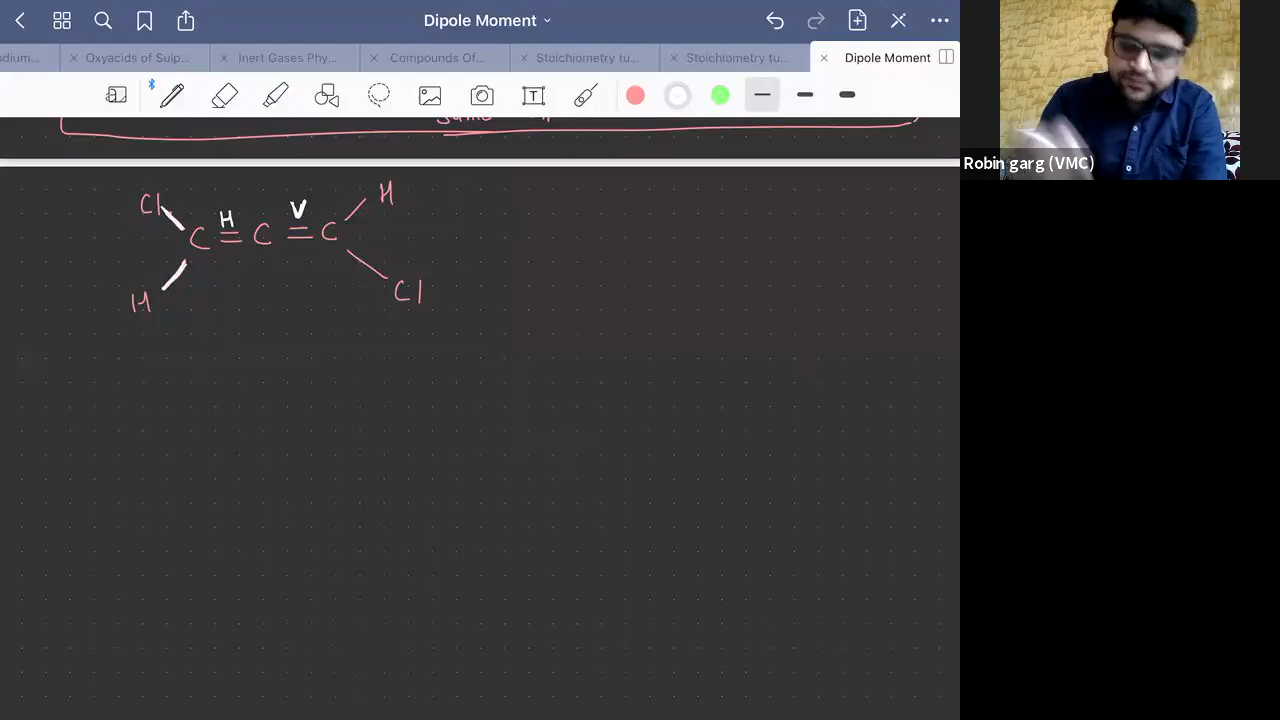 Dipole Moment
odium...
Oxyacids of Sulp...
Inert Gases Phy...
Compounds Of...
Stoichiometry tu...
Stoichiometry tu...
Dipole Moment
T
Robin garg (VMC)
Cl H
H V
C = C = C
H Cl